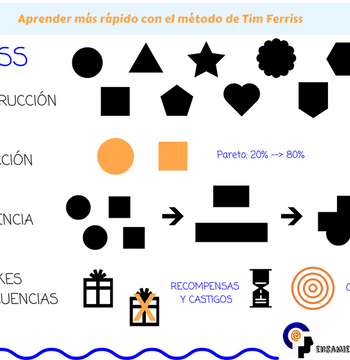 Aprender más rápido con el método de Tim Ferriss
SS
RUCCIÓN
CIÓN
Pareto: 20% --> 80%
ENCIA
KES
UENCIAS
RECOMPENSAS
Y CASTIGOS
C
ENSAMIE